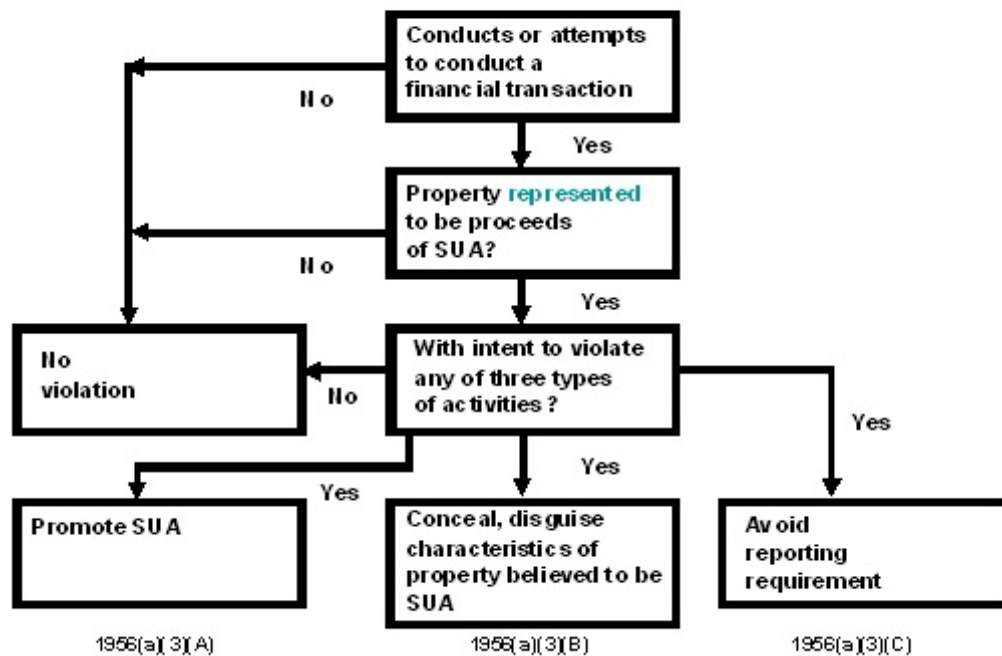 Conducts or attempts
to conduct a
financial transaction
No
Yes
Property represented
to be proceeds
of SUA?
No
Yes
No
violation
With intent to violate
any of three types
of activities ?
No
Yes
Yes
Yes
Promote SUA
Conceal, disguise
characteristics of
property believed to be
SUA
Avoid
reporting
requirement
1956(a)(3)(A)
1956(a)(3)(B)
1956(a)(3)(C)